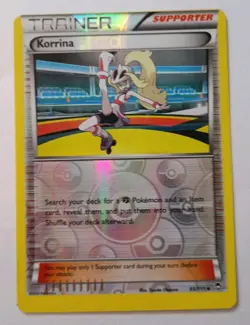 TRAINER
SUPPORTER
Korrina
Search your deck for a Pokémon and an Item
card, reveal them, and put them into your hand.
Shuffle your deck afterward.
You may play only 1 Supporter card during your turn (before
your attack).